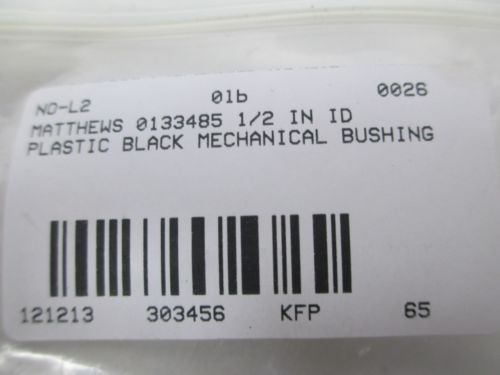 NO-L2 01b 0026
MATTHEWS 0133485 1/2 IN ID
PLASTIC BLACK MECHANICAL BUSHING
121213 303456 KFP 65